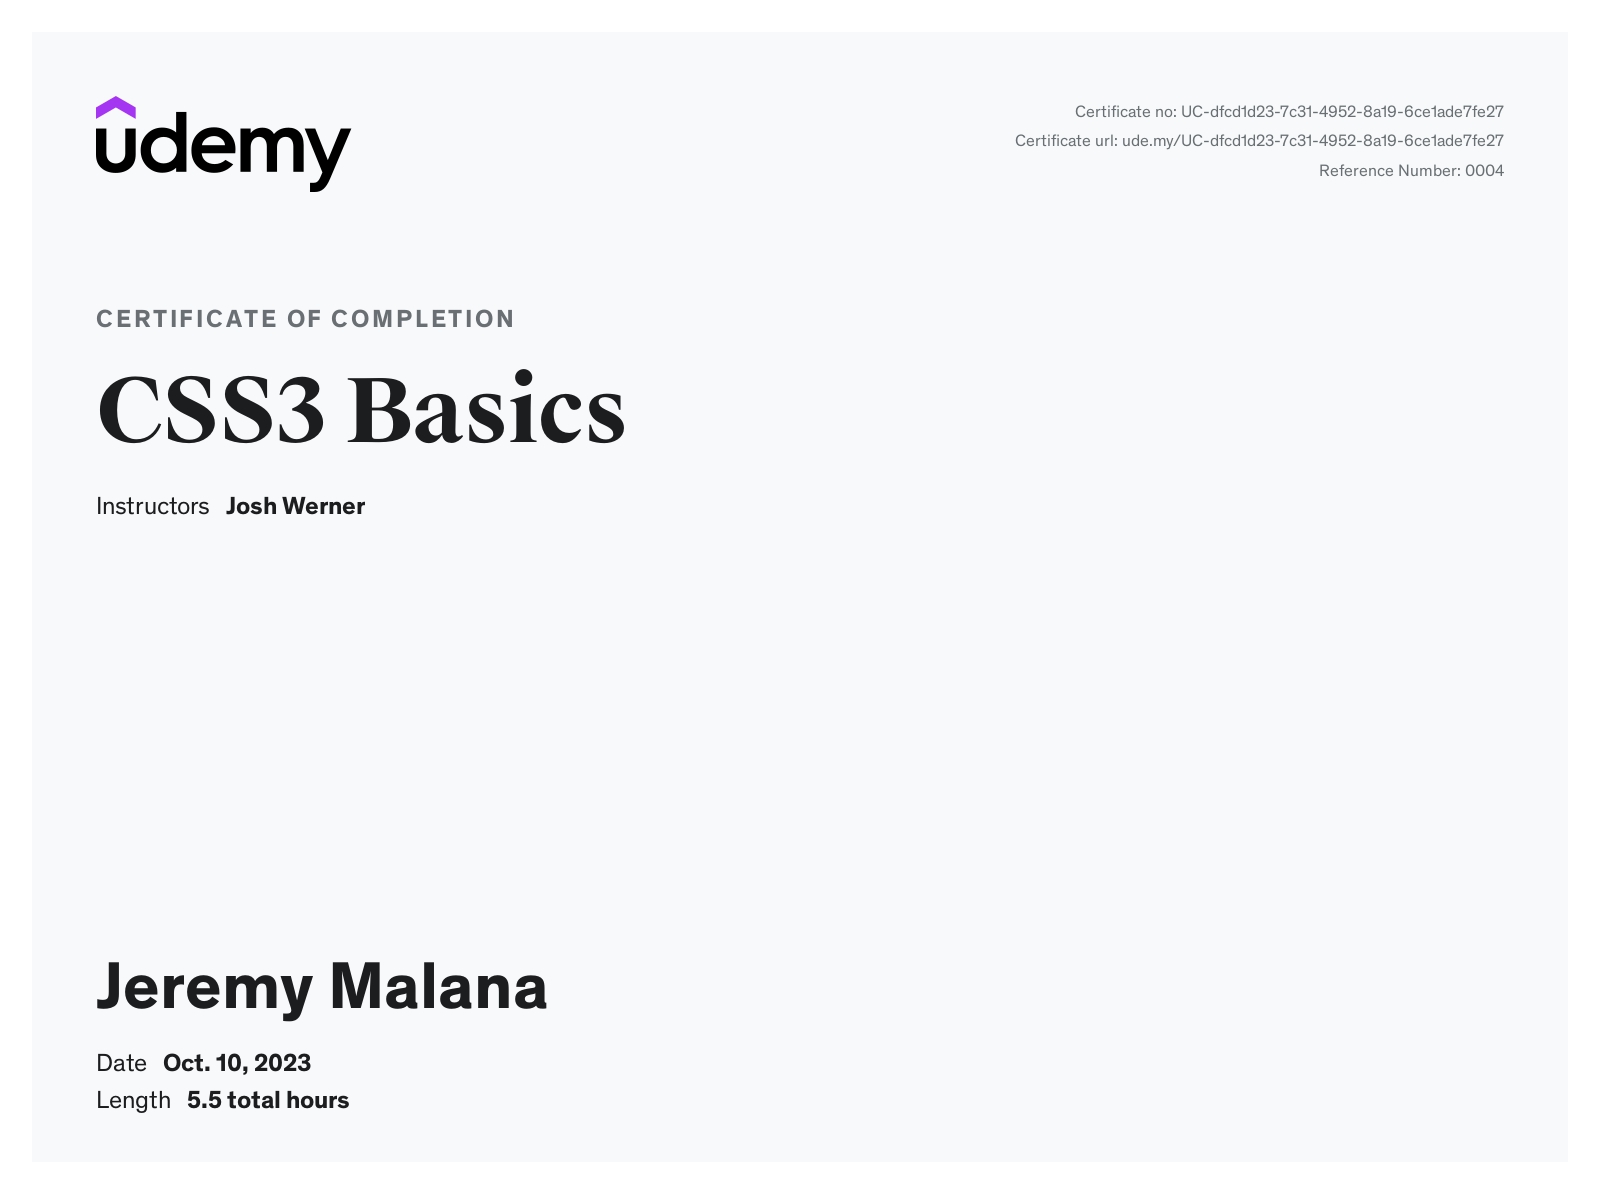 udemy
Certificate no: UC-dfcd1d23-7c31-4952-8a19-6ce1ade7fe27
Certificate url: ude.my/UC-dfcd1d23-7c31-4952-8a19-6ce1ade7fe27
Reference Number: 0004
CERTIFICATE OF COMPLETION
CSS3 Basics
Instructors Josh Werner
Jeremy Malana
Date Oct. 10, 2023
Length 5.5 total hours